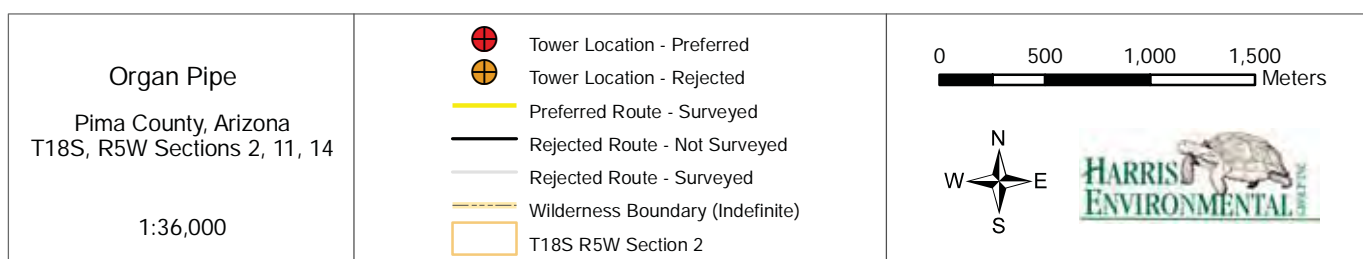 Organ Pipe
Pima County, Arizona
T18S, R5W Sections 2, 11, 14
1:36,000
Tower Location - Preferred
Tower Location - Rejected
Preferred Route - Surveyed
Rejected Route - Not Surveyed
Rejected Route - Surveyed
Wilderness Boundary (Indefinite)
T18S R5W Section 2
0 500 1,000 1,500
Meters
N
W E
S
HARRIS
ENVIRONMENTAL